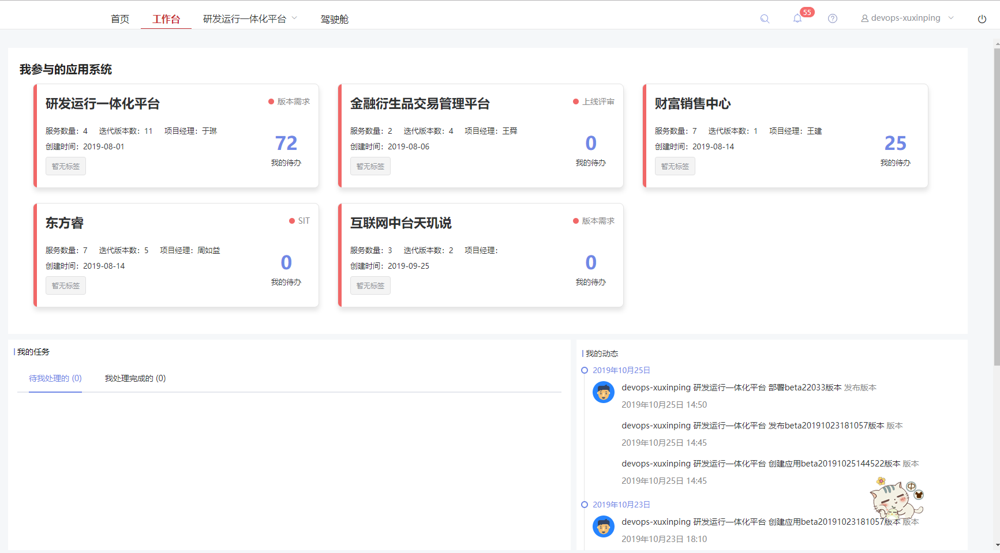 首页 工作台 研发运行一体化平台 驾驶舱 55 devops-xuxinping
我参与的应用系统
研发运行一体化平台 版本需求
服务数量：4 迭代版本数：11 项目经理：于琳
创建时间：2019-08-01
72
我的待办
暂无标签
金融衍生品交易管理平台 上线评审
服务数量：2 迭代版本数：4 项目经理：王舜
创建时间：2019-08-06
0
我的待办
暂无标签
财富销售中心
服务数量：7 迭代版本数：1 项目经理：王建
创建时间：2019-08-14
25
我的待办
暂无标签
东方睿 SIT
服务数量：7 迭代版本数：5 项目经理：周如益
创建时间：2019-08-14
0
我的待办
暂无标签
互联网中台天玑说 版本需求
服务数量：3 迭代版本数：2 项目经理：
创建时间：2019-09-25
0
我的待办
暂无标签
我的任务
待我处理的 (0) 我处理完成的 (0)
我的动态
2019年10月25日
devops-xuxinping 研发运行一体化平台 部署beta22033版本 发布版本
2019年10月25日 14:50
devops-xuxinping 研发运行一体化平台 发布beta20191023181057版本 版本
2019年10月25日 14:45
devops-xuxinping 研发运行一体化平台 创建应用beta20191025144522版本 版本
2019年10月25日 14:45
中
2019年10月23日
devops-xuxinping 研发运行一体化平台 创建应用beta20191023181057版本 版本
2019年10月23日 18:10